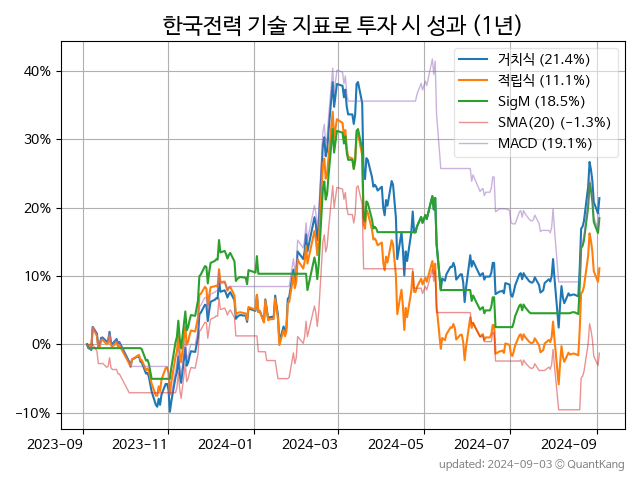 한국전력 기술 지표로 투자 시 성과 (1년)
거치식 (21.4%)
적립식 (11.1%)
SigM (18.5%)
SMA(20) (−1.3%)
MACD (19.1%)
40%
30%
20%
10%
0%
−10%
2023-09 2023-11 2024-01 2024-03 2024-05 2024-07 2024-09
updated: 2024-09-03 © QuantKang